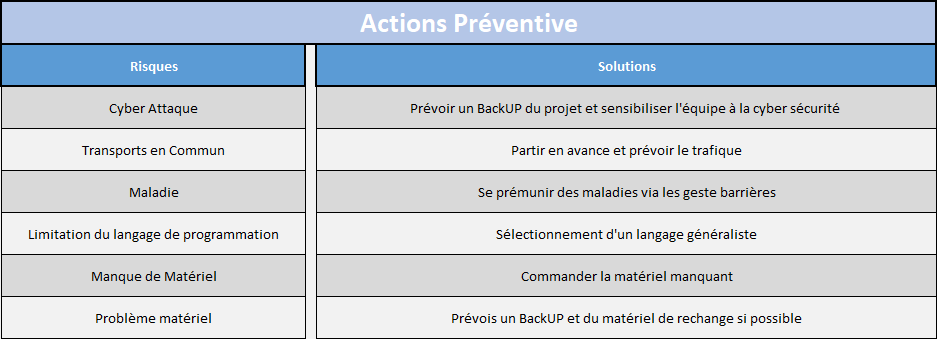 Actions Préventive
Risques Solutions
Cyber Attaque Prévoir un BackUP du projet et sensibiliser l'équipe à la cyber sécurité
Transports en Commun Partir en avance et prévoir le trafique
Maladie Se prémunir des maladies via les geste barrières
Limitation du langage de programmation Sélectionnement d'un langage généraliste
Manque de Matériel Commander la matériel manquant
Problème matériel Prévois un BackUP et du matériel de rechange si possible